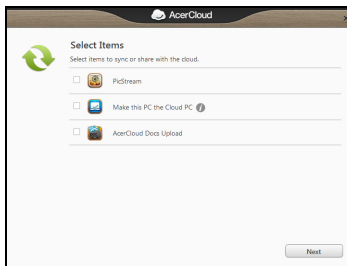 AcerCloud
Select Items
Select items to sync or share with the cloud.
PicStream
Make this PC the Cloud PC
AcerCloud Docs Upload
Next